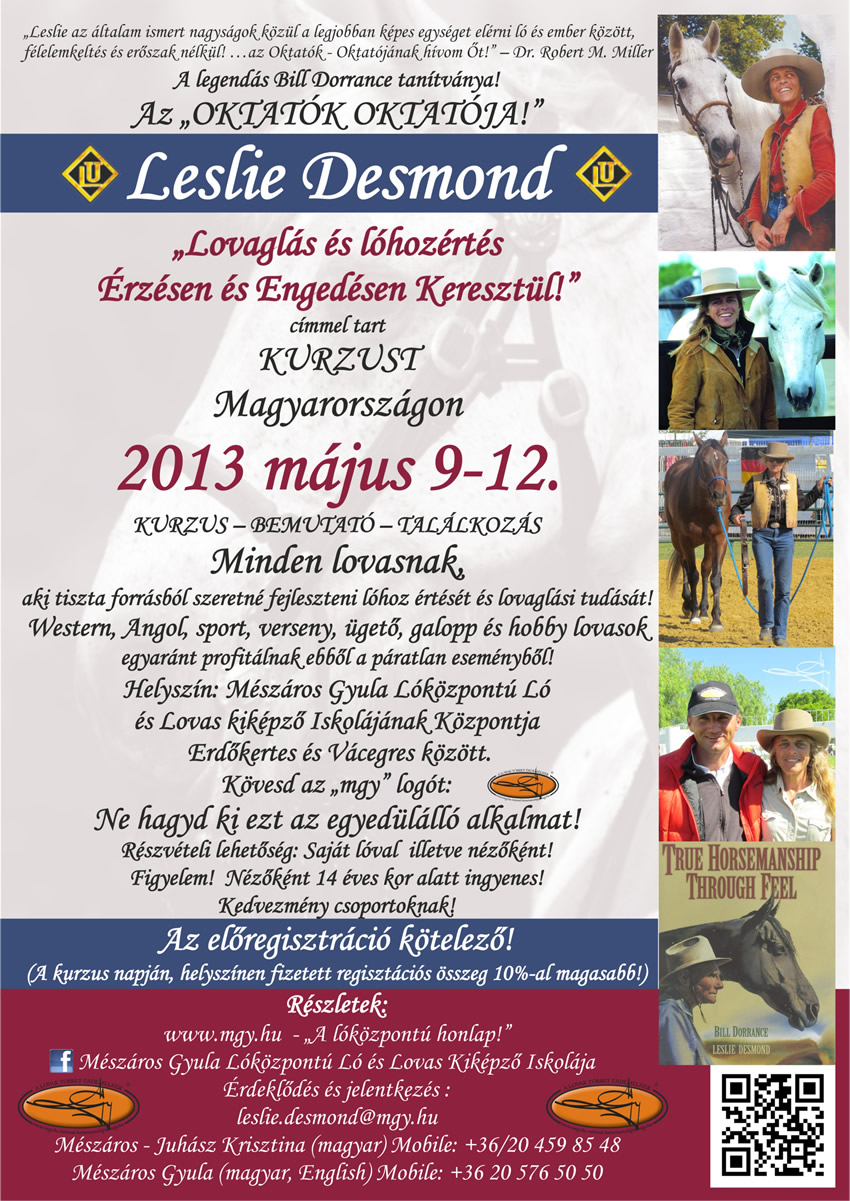 „Leslie az általam ismert nagyságok közül a legjobban képes egységet elérni ló és ember között,
félelemkeltés és erőszak nélkül! …az Oktatók - Oktatójának hívom Őt!” – Dr. Robert M. Miller
A legendás Bill Dorrance tanítványa!
Az „OKTATÓK OKTATÓJA!”
LU Leslie Desmond LU
„Lovaglás és lóhozértés
Érzésen és Engedésen Keresztül!”
címmel tart
KURZUST
Magyarországon
2013 május 9-12.
KURZUS – BEMUTATÓ – TALÁLKOZÁS
Minden lovasnak,
aki tiszta forrásból szeretné fejleszteni lóhoz értését és lovaglási tudását!
Western, Angol, sport, verseny, ügető, galopp és hobby lovasok
egyaránt profitálnak ebből a páratlan eseményből!
Helyszín: Mészáros Gyula Lóközpontú Ló
és Lovas kiképző Iskolájának Központja
Erdőkertes és Vácegres között.
Kövesd az „mgy” logót:
Ne hagyd ki ezt az egyedülálló alkalmat!
Részvételi lehetőség: Saját lóval illetve nézőként!
Figyelem! Nézőként 14 éves kor alatt ingyenes!
Kedvezmény csoportoknak!
TRUE HORSEMANSHIP
THROUGH FEEL
BILL DORRANCE
LESLIE DESMOND
Az előregisztráció kötelező!
(A kurzus napján, helyszínen fizetett regisztációs összeg 10%-al magasabb!)
Részletek:
www.mgy.hu - „A lóközpontú honlap!”
f Mészáros Gyula Lóközpontú Ló és Lovas Kiképző Iskolája
Érdeklődés és jelentkezés :
leslie.desmond@mgy.hu
Mészáros - Juhász Krisztina (magyar) Mobile: +36/20 459 85 48
Mészáros Gyula (magyar, English) Mobile: +36 20 576 50 50